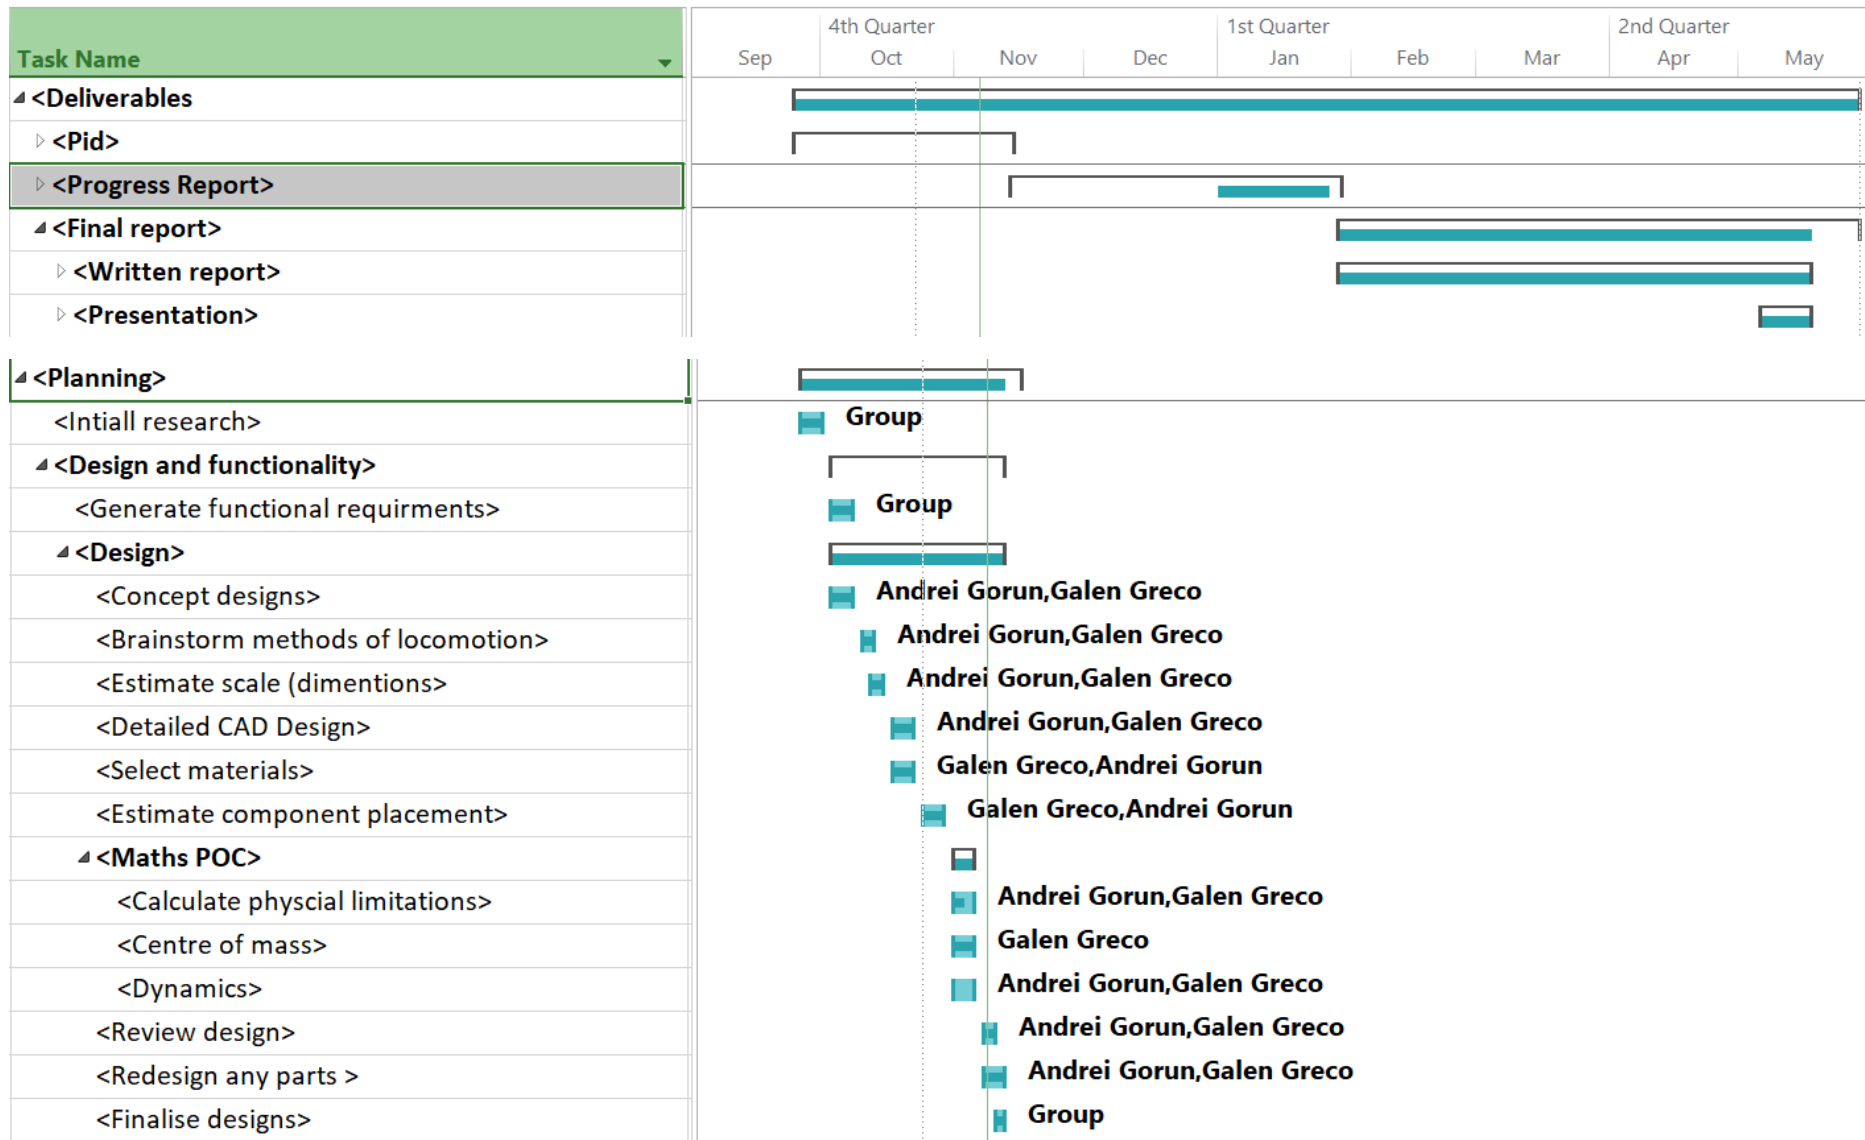 4th Quarter 1st Quarter 2nd Quarter
Task Name Sep Oct Nov Dec Jan Feb Mar Apr May
<Deliverables
<Pid>
<Progress Report>
<Final report>
<Written report>
<Presentation>
<Planning>
<Intiall research> Group
<Design and functionality>
<Generate functional requirments> Group
<Design>
<Concept designs> Andrei Gorun,Galen Greco
<Brainstorm methods of locomotion> Andrei Gorun,Galen Greco
<Estimate scale (dimentions> Andrei Gorun,Galen Greco
<Detailed CAD Design> Andrei Gorun,Galen Greco
<Select materials> Galen Greco,Andrei Gorun
<Estimate component placement> Galen Greco,Andrei Gorun
<Maths POC>
<Calculate physcial limitations> Andrei Gorun,Galen Greco
<Centre of mass> Galen Greco
<Dynamics> Andrei Gorun,Galen Greco
<Review design> Andrei Gorun,Galen Greco
<Redesign any parts > Andrei Gorun,Galen Greco
<Finalise designs> Group